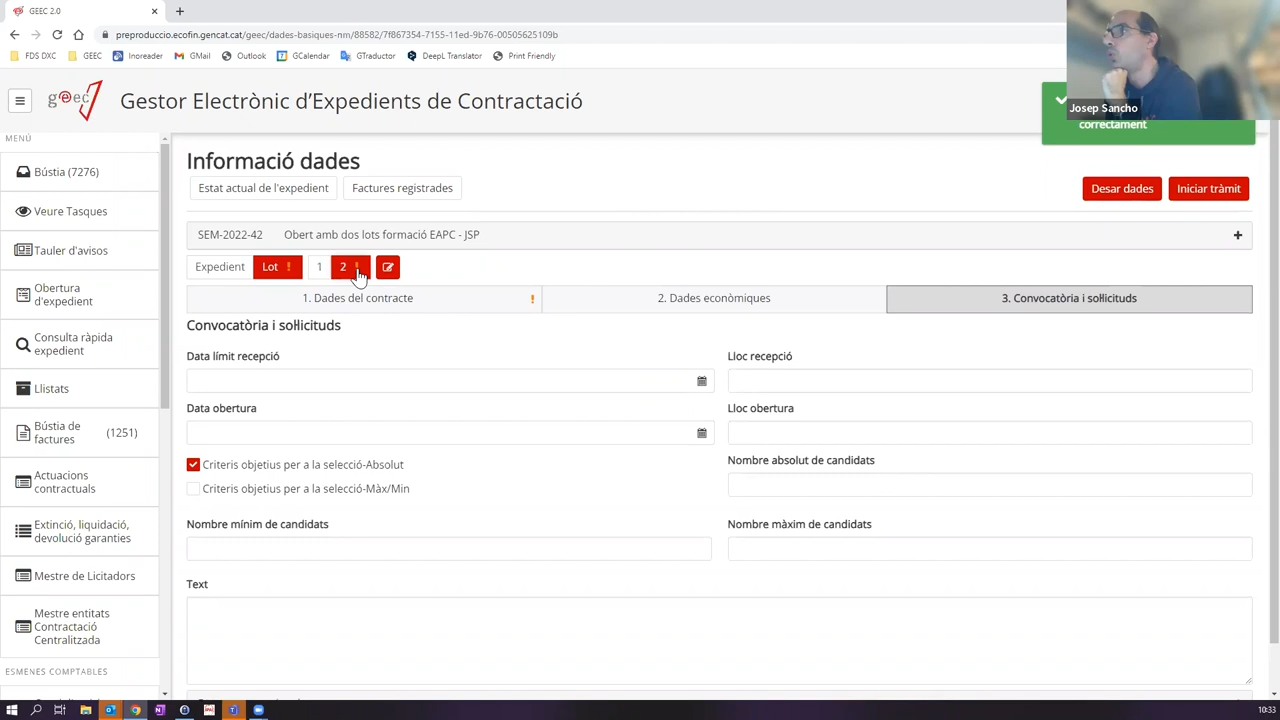 GEEC 2.0
preproduccio.ecofin.gencat.cat/geec/dades-basiques-nm/88582/7f867354-7155-11ed-9b76-00505625109b
FDS DXC GEEC Inoreader GMail Outlook GCalendar GTraductor DeepL Translator Print Friendly
geec Gestor Electrònic d'Expedients de Contractació
Josep Sancho
correctament
MENÚ
Bústia (7276)
Veure Tasques
Tauler d'avisos
Obertura
d'expedient
Consulta ràpida
expedient
Llistats
Bústia de
factures (1251)
Actuacions
contractuals
Extinció, liquidació,
devolució garanties
Mestre de Licitadors
Mestre entitats
Contractació
Centralitzada
ESMENES COMPTABLES
Informació dades
Estat actual de l'expedient Factures registrades Desar dades Iniciar tràmit
SEM-2022-42 Obert amb dos lots formació EAPC - JSP +
Expedient Lot ! 1 2 !
1. Dades del contracte ! 2. Dades econòmiques 3. Convocatòria i sol·licituds
Convocatòria i sol·licituds
Data límit recepció Lloc recepció
Data obertura Lloc obertura
Criteris objetius per a la selecció-Absolut Nombre absolut de candidats
Criteris objetius per a la selecció-Màx/Min
Nombre mínim de candidats Nombre màxim de candidats
Text
10:33